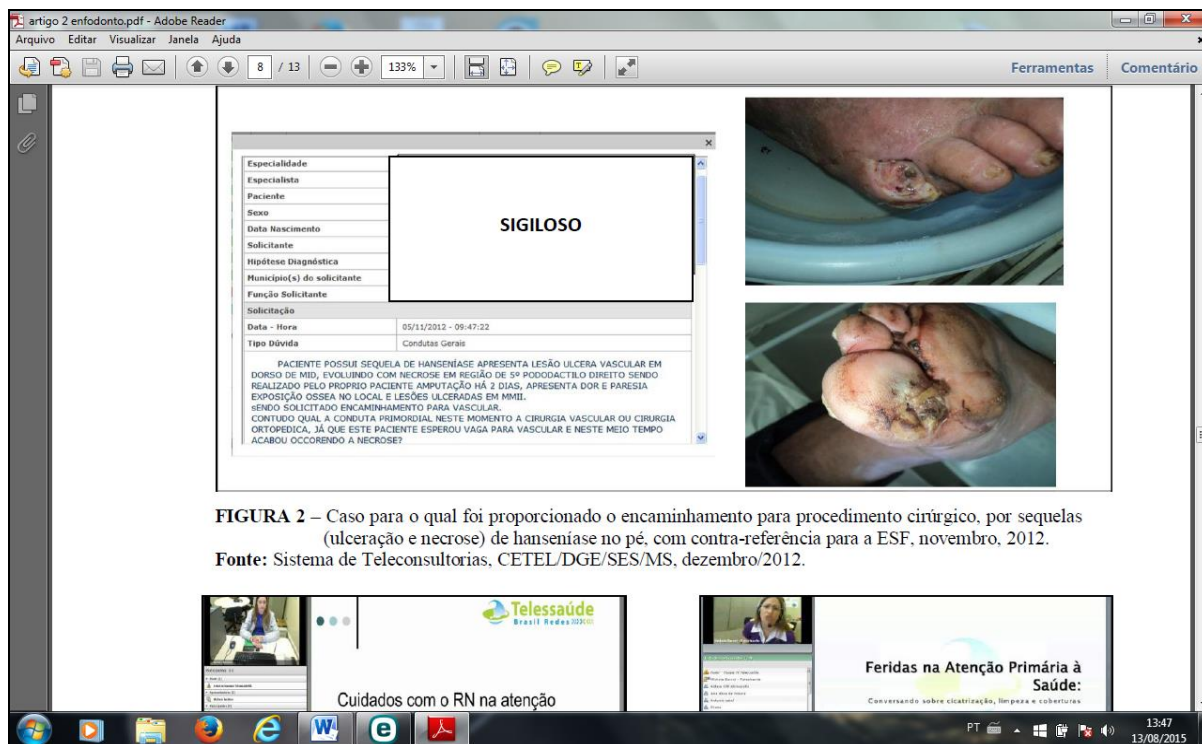 artigo 2 enfodonto.pdf - Adobe Reader
Arquivo Editar Visualizar Janela Ajuda
8 / 13 133% Ferramentas Comentário
Especialidade
Especialista
Paciente
Sexo
Data Nascimento
Solicitante
Hipótese Diagnóstica
Município(s) do solicitante
Função Solicitante
SIGILOSO
Solicitação
Data - Hora 05/11/2012 - 09:47:22
Tipo Dúvida Condutas Gerais
PACIENTE POSSUI SEQUELA DE HANSENÍASE APRESENTA LESÃO ULCERA VASCULAR EM
DORSO DE MID, EVOLUINDO COM NECROSE EM REGIÃO DE 5º PODODACTILO DIREITO SENDO
REALIZADO PELO PROPRIO PACIENTE AMPUTAÇÃO HÁ 2 DIAS, APRESENTA DOR E PARESIA
EXPOSIÇÃO OSSEA NO LOCAL E LESÕES ULCERADAS EM MMII.
sENDO SOLICITADO ENCAMINHAMENTO PARA VASCULAR.
CONTUDO QUAL A CONDUTA PRIMORDIAL NESTE MOMENTO A CIRURGIA VASCULAR OU CIRURGIA
ORTOPEDICA, JÁ QUE ESTE PACIENTE ESPEROU VAGA PARA VASCULAR E NESTE MEIO TEMPO
ACABOU OCCORENDO A NECROSE?
FIGURA 2 – Caso para o qual foi proporcionado o encaminhamento para procedimento cirúrgico, por sequelas
(ulceração e necrose) de hanseníase no pé, com contra-referência para a ESF, novembro, 2012.
Fonte: Sistema de Teleconsultorias, CETEL/DGE/SES/MS, dezembro/2012.
Telessaúde
Brasil Redes
Cuidados com o RN na atenção
Feridas na Atenção Primária à
Saúde:
Conversando sobre cicatrização, limpeza e coberturas
PT 13:47
13/08/2015